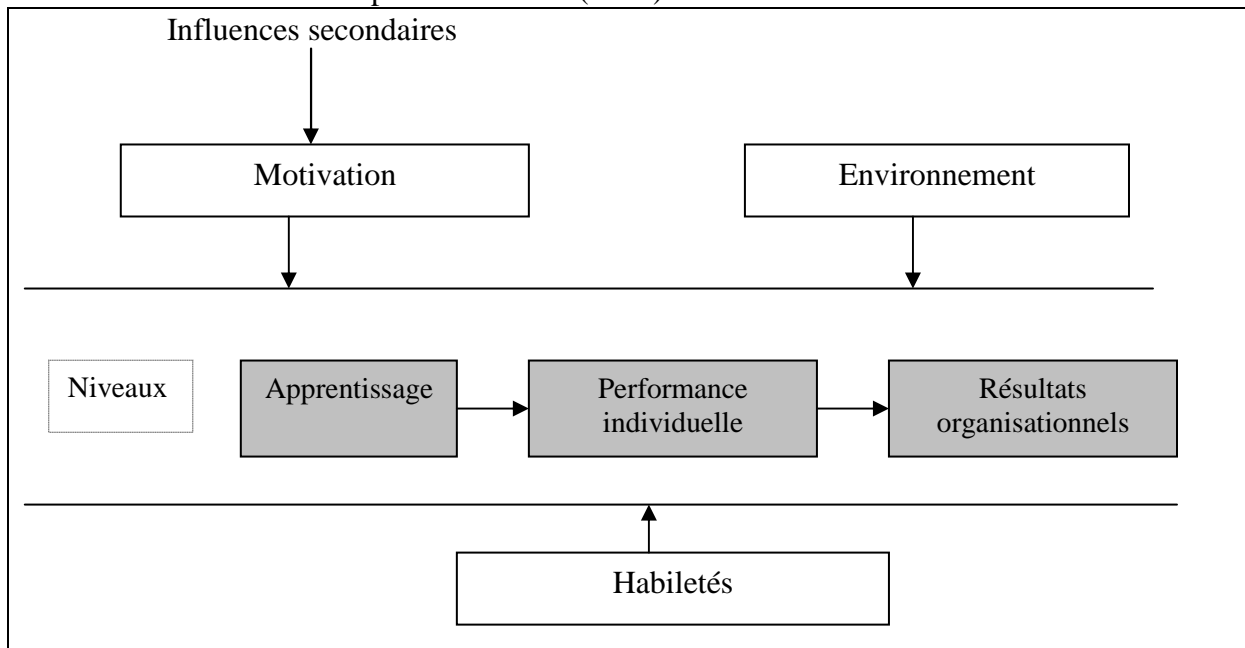 Influences secondaires
Motivation
Environnement
Niveaux
Apprentissage
Performance
individuelle
Résultats
organisationnels
Habiletés